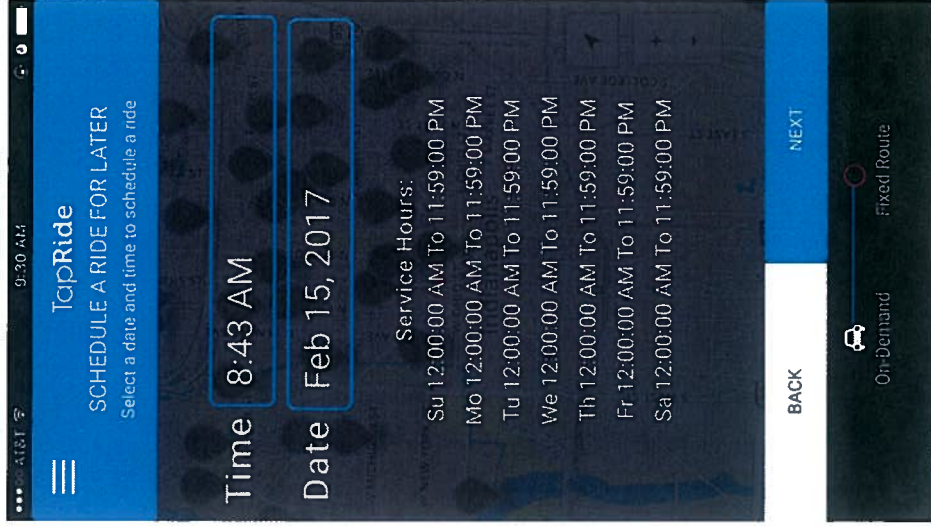 AT&T 9:30 AM
TapRide
SCHEDULE A RIDE FOR LATER
Select a date and time to schedule a ride
Time 8:43 AM
Date Feb 15, 2017
Service Hours:
Su 12:00:00 AM To 11:59:00 PM
Mo 12:00:00 AM To 11:59:00 PM
Tu 12:00:00 AM To 11:59:00 PM
We 12:00:00 AM To 11:59:00 PM
Th 12:00:00 AM To 11:59:00 PM
Fr 12:00:00 AM To 11:59:00 PM
Sa 12:00:00 AM To 11:59:00 PM
BACK NEXT
On-Demand Fixed Route